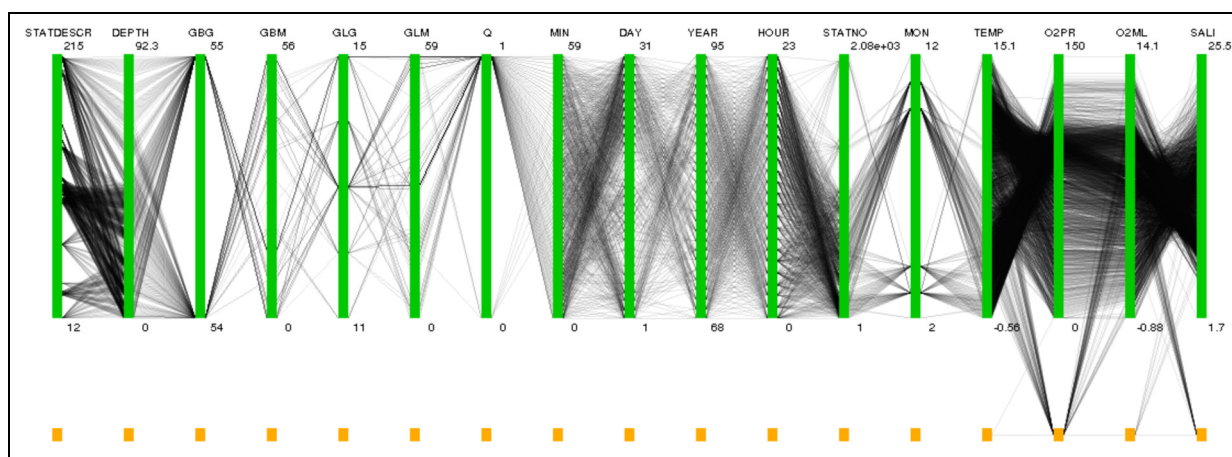 STATDESCR DEPTH GBG GBM GLG GLM Q MIN DAY YEAR HOUR STATNO MON TEMP O2PR O2ML SALI
215 92.3 55 56 15 59 1 59 31 95 23 2.08e+03 12 15.1 150 14.1 25.5
12 0 54 0 11 0 0 0 1 68 0 1 2 -0.56 0 -0.88 1.7